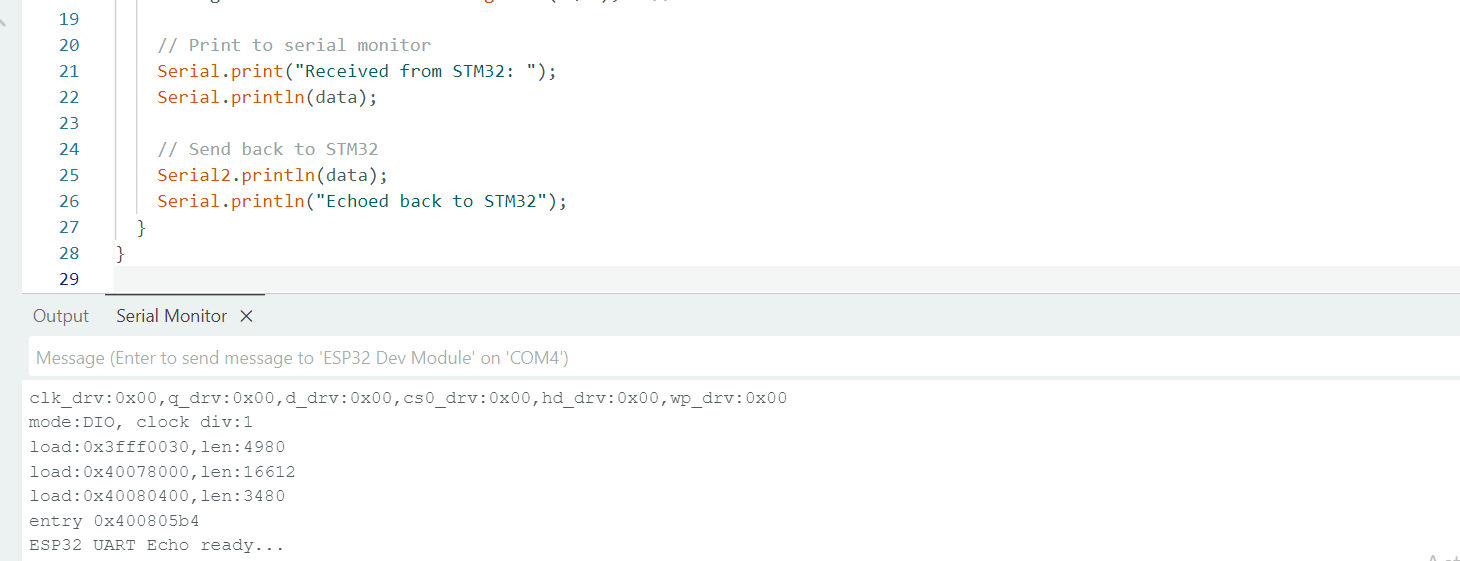 19
20 // Print to serial monitor
21 Serial.print("Received from STM32: ");
22 Serial.println(data);
23
24 // Send back to STM32
25 Serial2.println(data);
26 Serial.println("Echoed back to STM32");
27 }
28 }
29
Output Serial Monitor ×
Message (Enter to send message to 'ESP32 Dev Module' on 'COM4')
clk_drv:0x00,q_drv:0x00,d_drv:0x00,cs0_drv:0x00,hd_drv:0x00,wp_drv:0x00
mode:DIO, clock div:1
load:0x3fff0030,len:4980
load:0x40078000,len:16612
load:0x40080400,len:3480
entry 0x400805b4
ESP32 UART Echo ready...